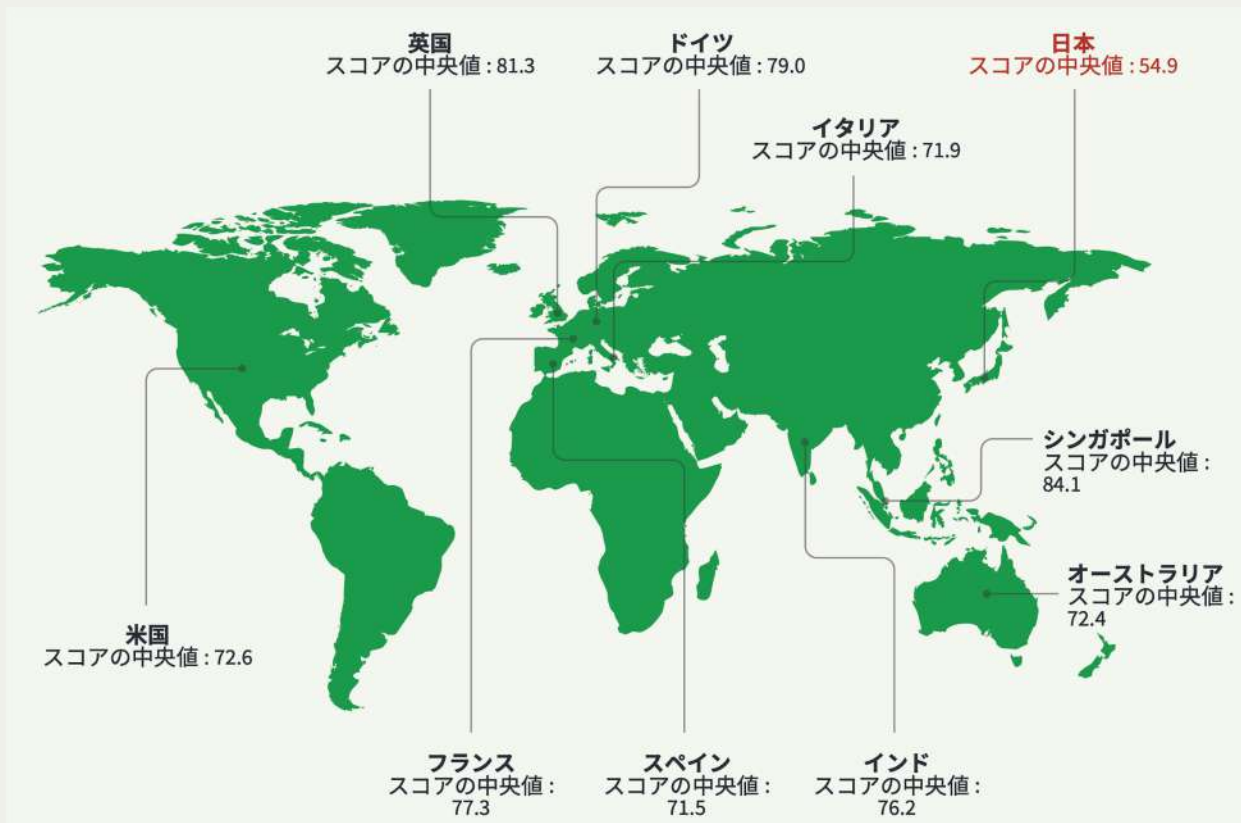 英国
スコアの中央値 : 81.3
ドイツ
スコアの中央値 : 79.0
日本
スコアの中央値 : 54.9
イタリア
スコアの中央値 : 71.9
シンガポール
スコアの中央値 :
84.1
オーストラリア
スコアの中央値 :
72.4
米国
スコアの中央値 : 72.6
フランス
スコアの中央値 :
77.3
スペイン
スコアの中央値 :
71.5
インド
スコアの中央値 :
76.2